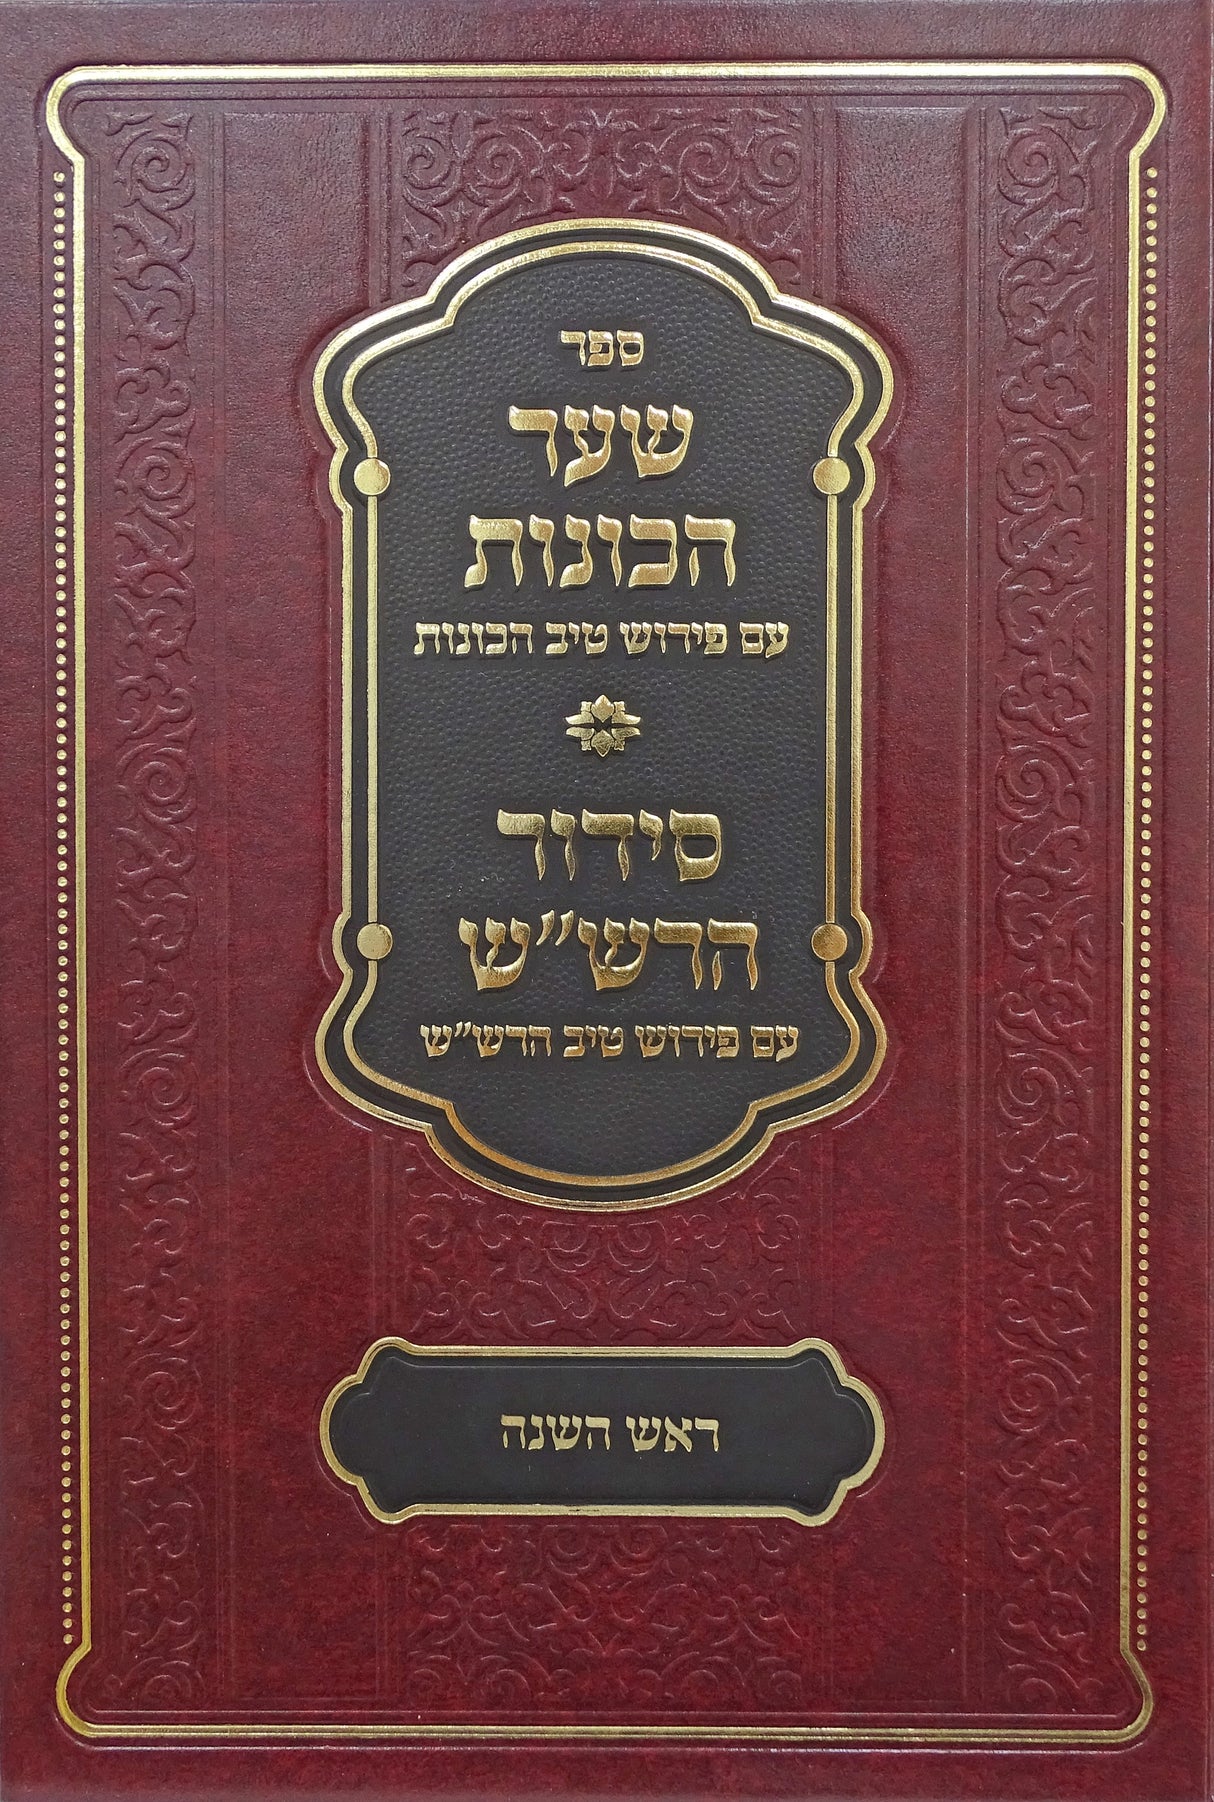 ספר
שער
הכונות
עם פירוש טיב הכונות
סידור
הרש״ש
עם פירוש טיב הרש״ש
ראש השנה